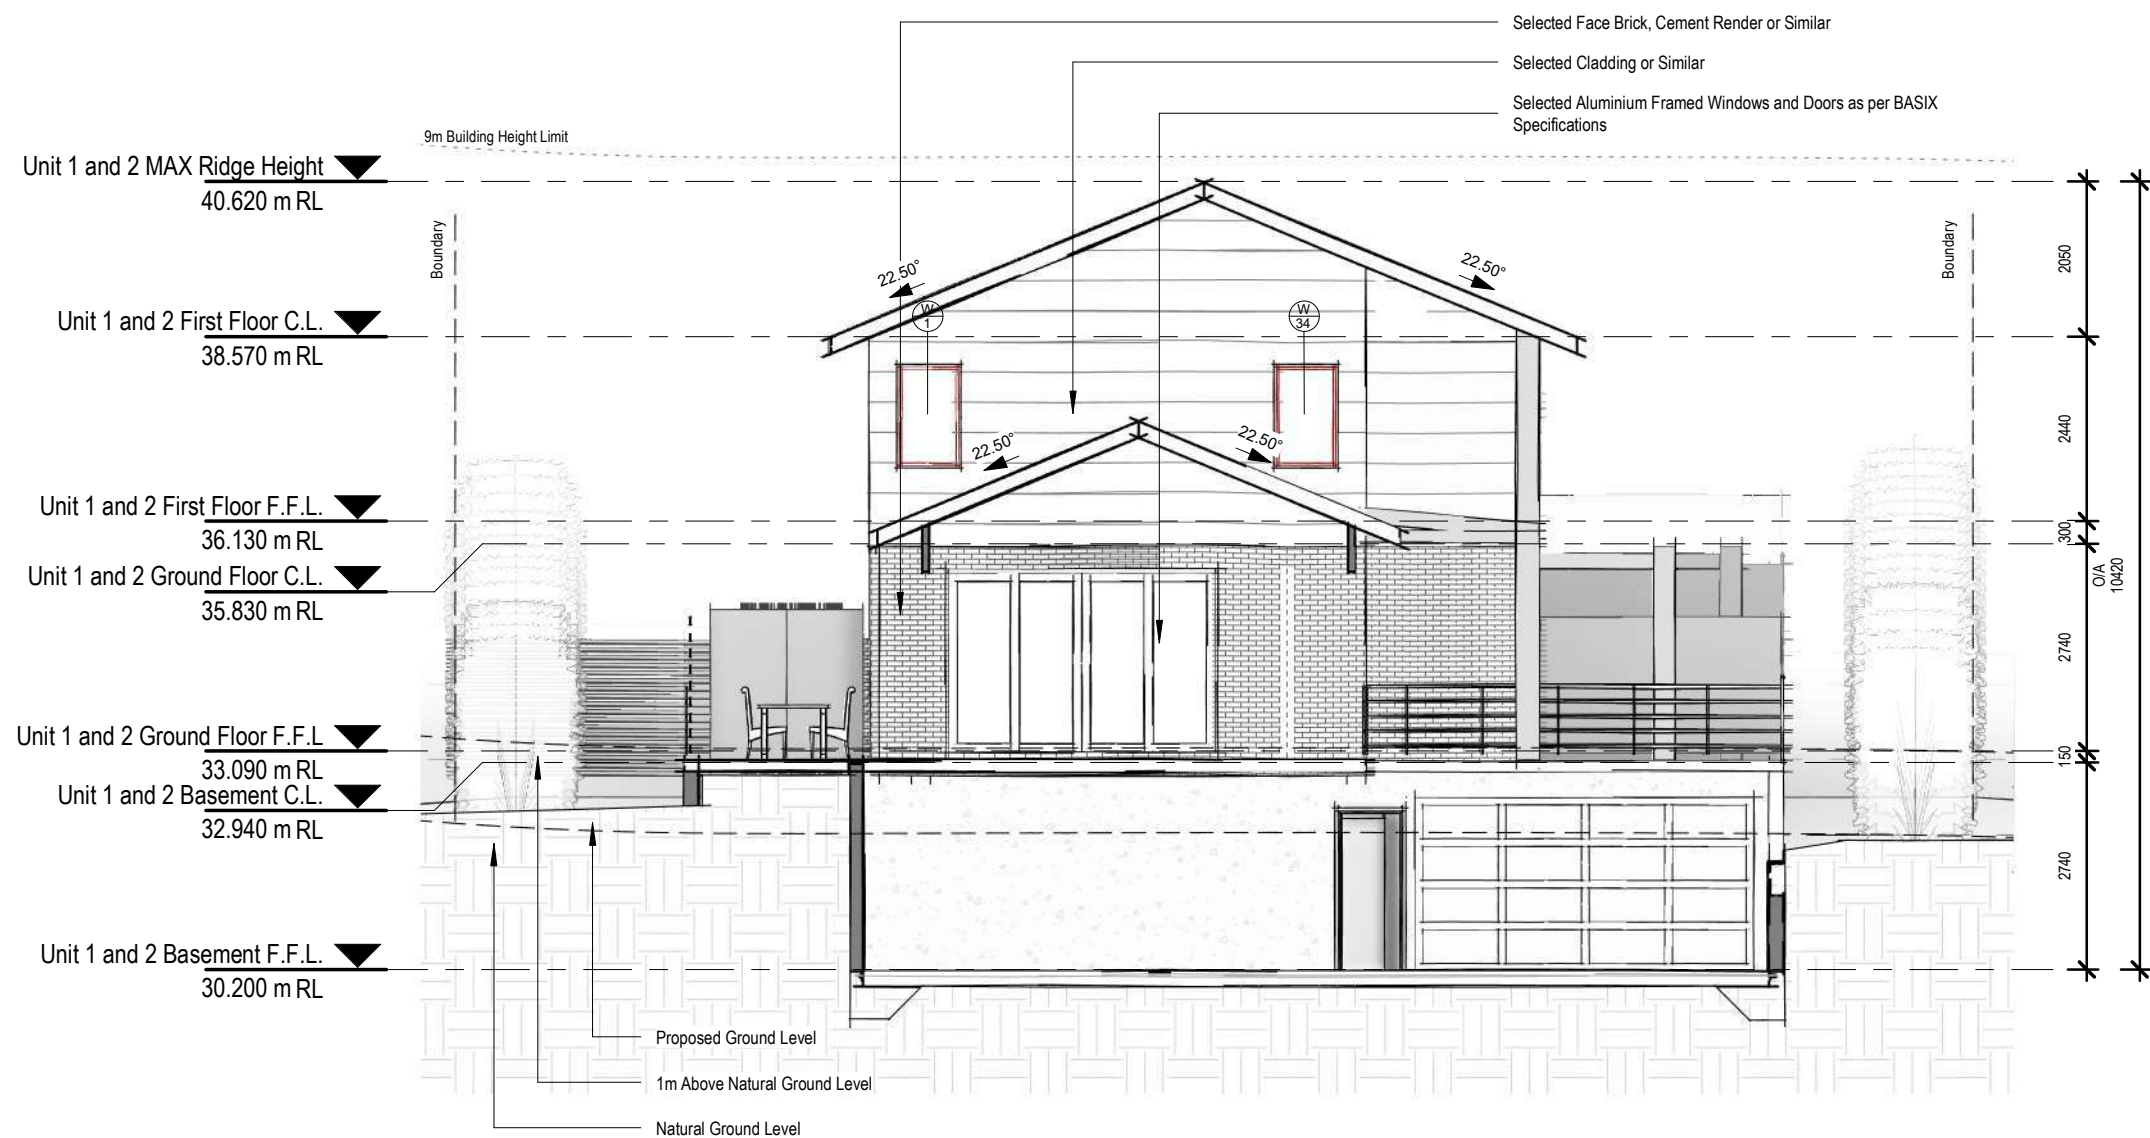 Selected Face Brick, Cement Render or Similar
Selected Cladding or Similar
Selected Aluminium Framed Windows and Doors as per BASIX
Specifications
9m Building Height Limit
Unit 1 and 2 MAX Ridge Height
40.620 m RL
Boundary
Boundary
22.50°
22.50°
2050
W
1
W
34
Unit 1 and 2 First Floor C.L.
38.570 m RL
22.50°
22.50°
2440
Unit 1 and 2 First Floor F.F.L.
36.130 m RL
300
Unit 1 and 2 Ground Floor C.L.
35.830 m RL
O/A
10420
2740
Unit 1 and 2 Ground Floor F.F.L
33.090 m RL
150
Unit 1 and 2 Basement C.L.
32.940 m RL
2740
Unit 1 and 2 Basement F.F.L.
30.200 m RL
Proposed Ground Level
1m Above Natural Ground Level
Natural Ground Level